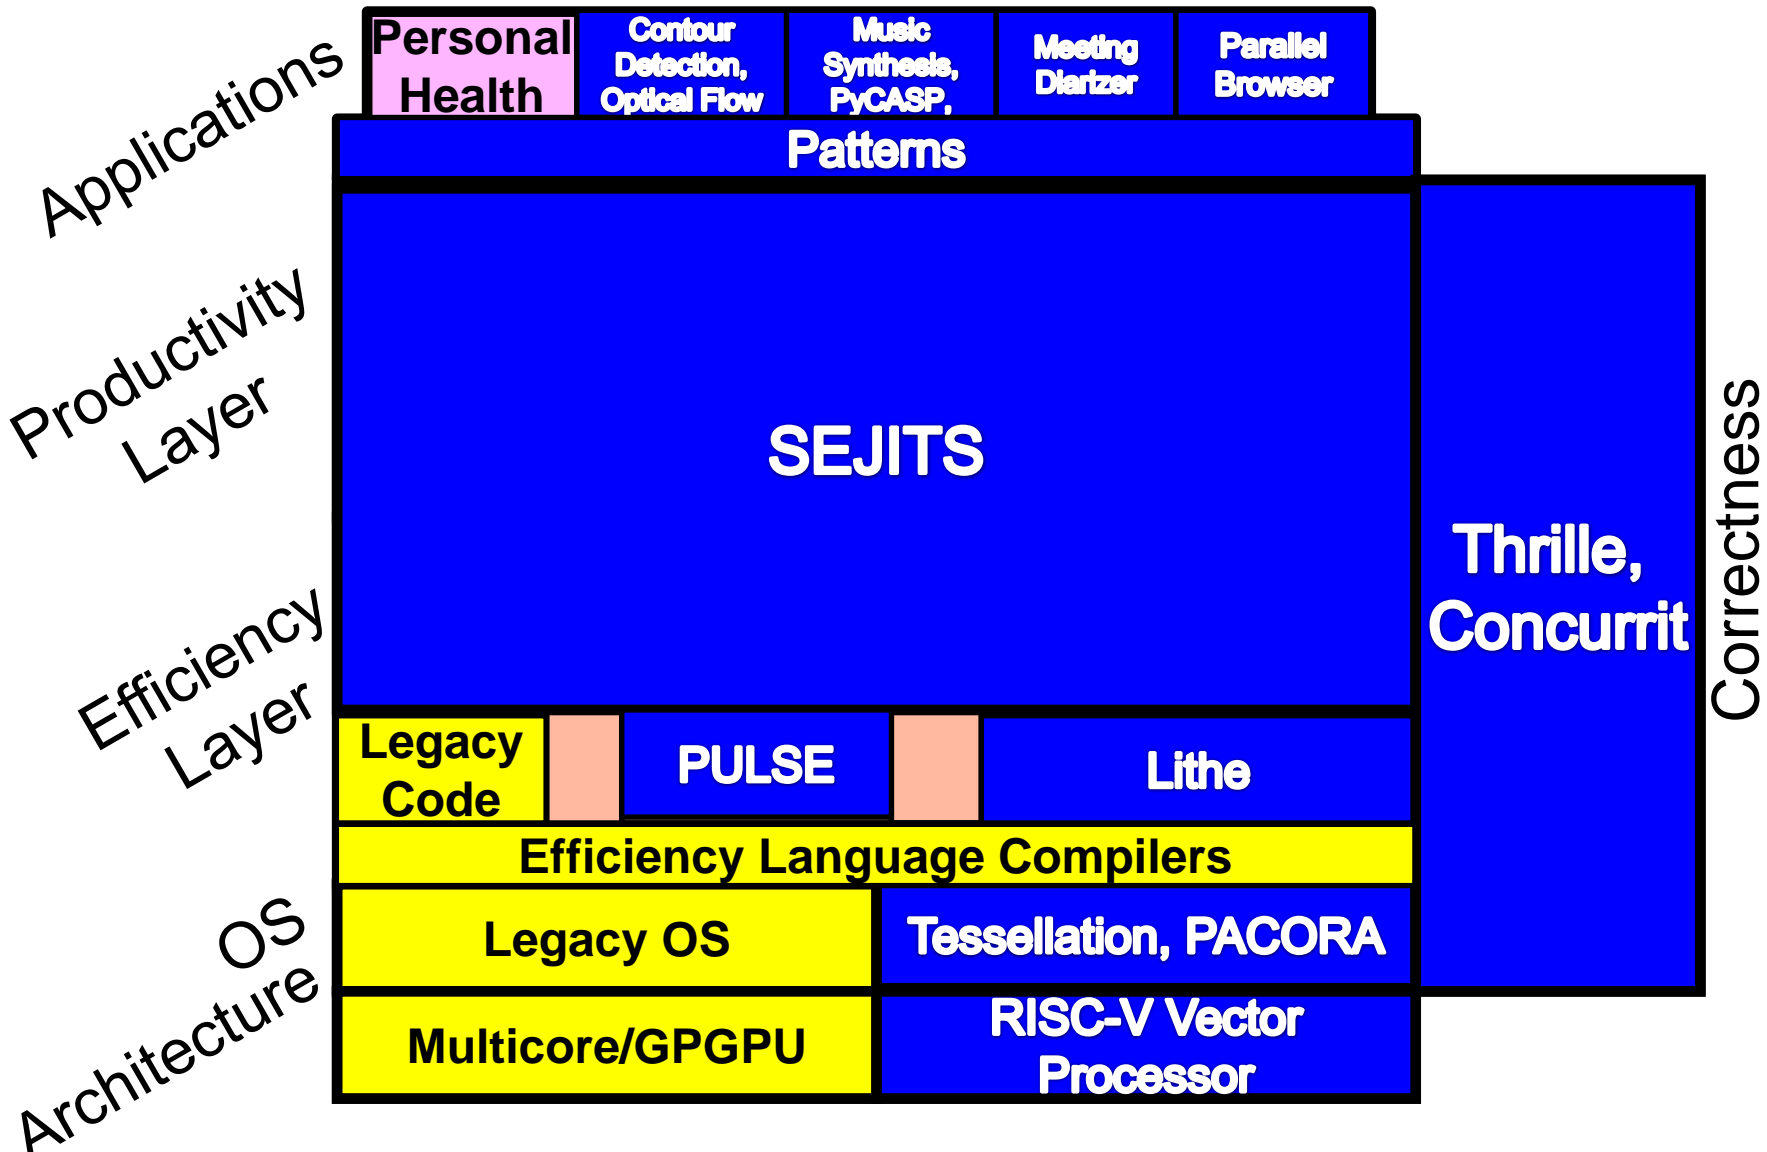 Applications
Personal
Health
Contour
Detection,
Optical Flow
Music
Synthesis,
PyCASP,
Meeting
Diarizer
Parallel
Browser
Patterns
Productivity
Layer
SEJITS
Thrille,
Concurrit
Correctness
Efficiency
Layer
Legacy
Code
PULSE
Lithe
Efficiency Language Compilers
OS
Legacy OS
Tessellation, PACORA
Architecture
Multicore/GPGPU
RISC-V Vector
Processor